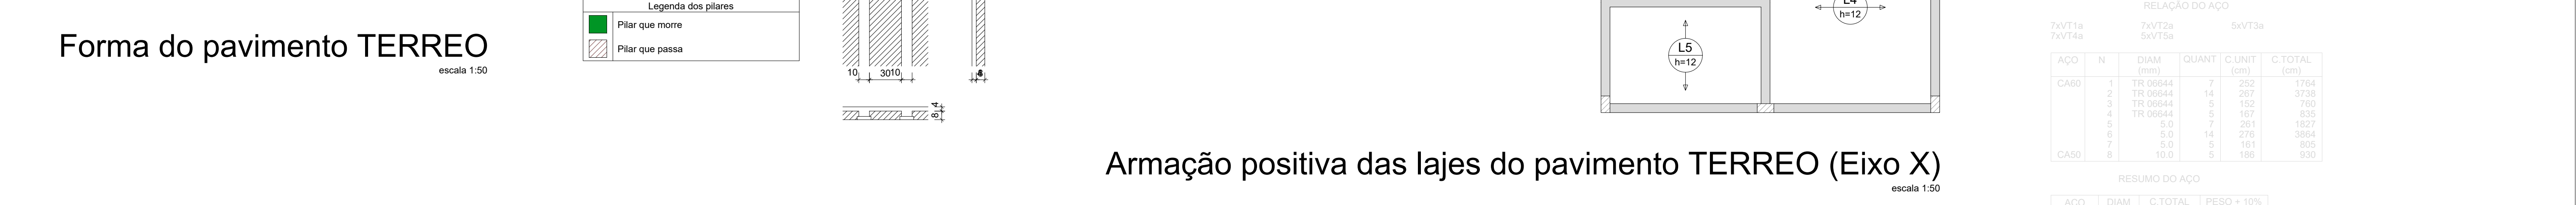 Forma do pavimento TERREO
escala 1:50
Legenda dos pilares
Pilar que morre
Pilar que passa
10 30 10
4
8
L5
h=12
L4
h=12
Armação positiva das lajes do pavimento TERREO (Eixo X)
escala 1:50
RELAÇÃO DO AÇO
7xVT1a 7xVT2a 5xVT3a
7xVT4a 5xVT5a
AÇO N DIAM QUANT C.UNIT C.TOTAL
(mm) (cm) (cm)
CA60 1 TR 06644 7 252 1764
2 TR 06644 14 267 3738
3 TR 06644 5 152 760
4 TR 06644 5 167 835
5 5.0 7 261 1827
6 5.0 14 276 3864
7 5.0 5 161 805
CA50 8 10.0 5 186 930
RESUMO DO AÇO
AÇO DIAM C.TOTAL PESO + 10%